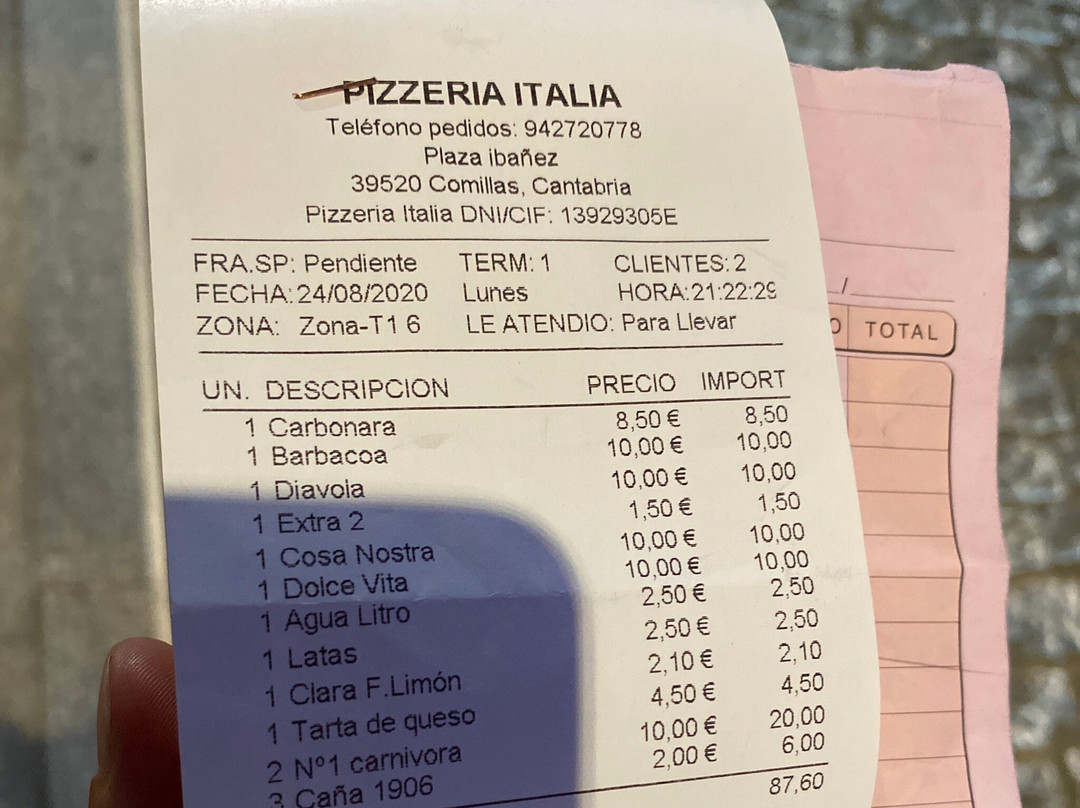 PIZZERIA ITALIA
Teléfono pedidos: 942720778
Plaza ibañez
39520 Comillas, Cantabria
Pizzeria Italia DNI/CIF: 13929305E
FRA.SP: Pendiente TERM: 1 CLIENTES: 2
FECHA: 24/08/2020 Lunes HORA: 21:22:29
ZONA: Zona-T1 6 LE ATENDIO: Para Llevar
UN. DESCRIPCION PRECIO IMPORT
1 Carbonara 8,50 € 8,50
1 Barbacoa 10,00 € 10,00
1 Diavola 10,00 € 10,00
1 Extra 2 1,50 € 1,50
1 Cosa Nostra 10,00 € 10,00
1 Dolce Vita 10,00 € 10,00
1 Agua Litro 2,50 € 2,50
1 Latas 2,50 € 2,50
1 Clara F.Limón 2,10 € 2,10
1 Tarta de queso 4,50 € 4,50
2 Nº1 carnivora 10,00 € 20,00
3 Caña 1906 2,00 € 6,00
87,60
/
TOTAL